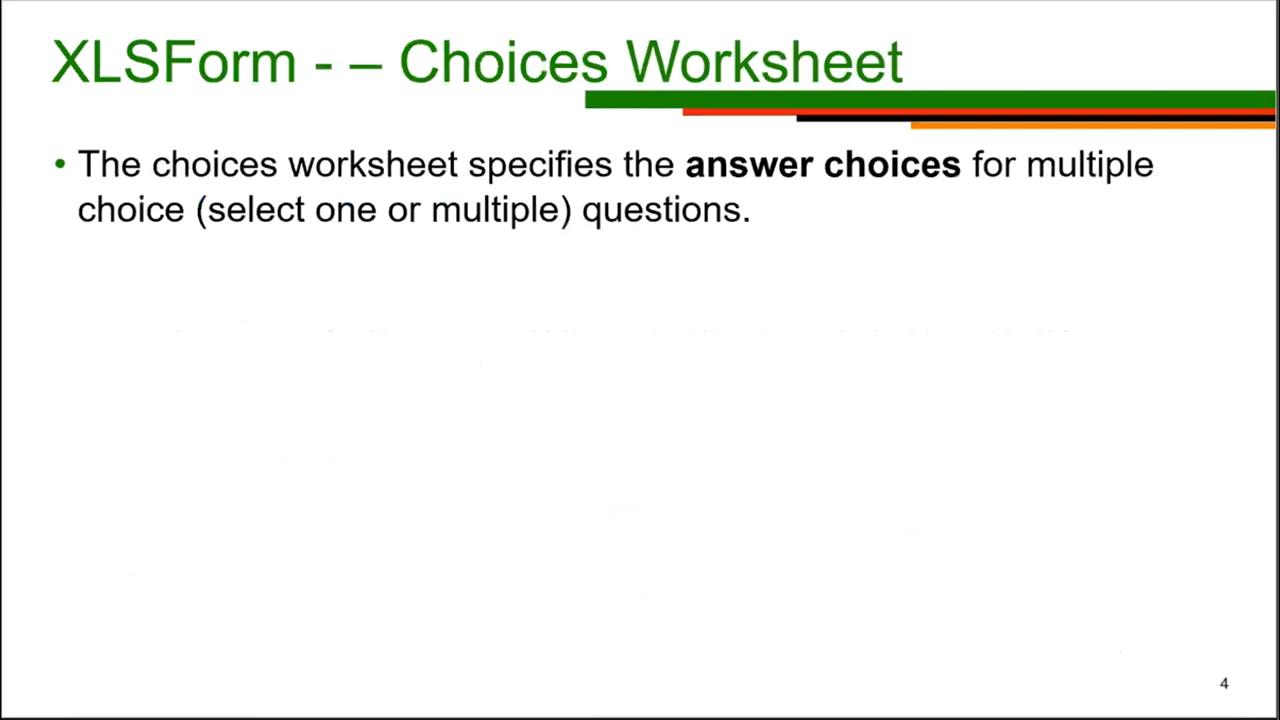 XLSForm - – Choices Worksheet
• The choices worksheet specifies the answer choices for multiple
choice (select one or multiple) questions.
4